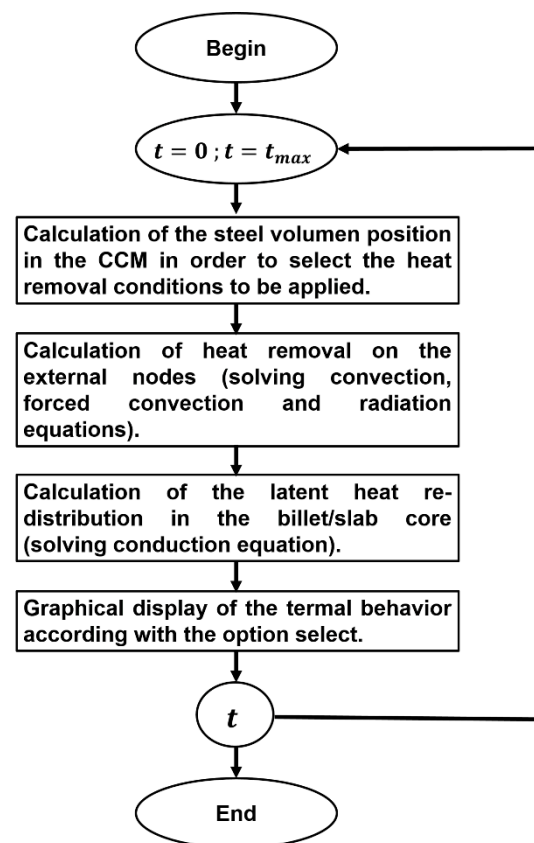 Begin
t = 0 ; t = tmax
Calculation of the steel volumen position
in the CCM in order to select the heat
removal conditions to be applied.
Calculation of heat removal on the
external nodes (solving convection,
forced convection and radiation
equations).
Calculation of the latent heat re-
distribution in the billet/slab core
(solving conduction equation).
Graphical display of the termal behavior
according with the option select.
t
End